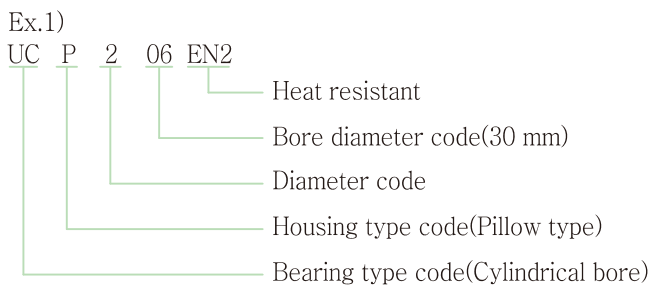 Ex.1)
UC P 2 06 EN2
Heat resistant
Bore diameter code(30 mm)
Diameter code
Housing type code(Pillow type)
Bearing type code(Cylindrical bore)